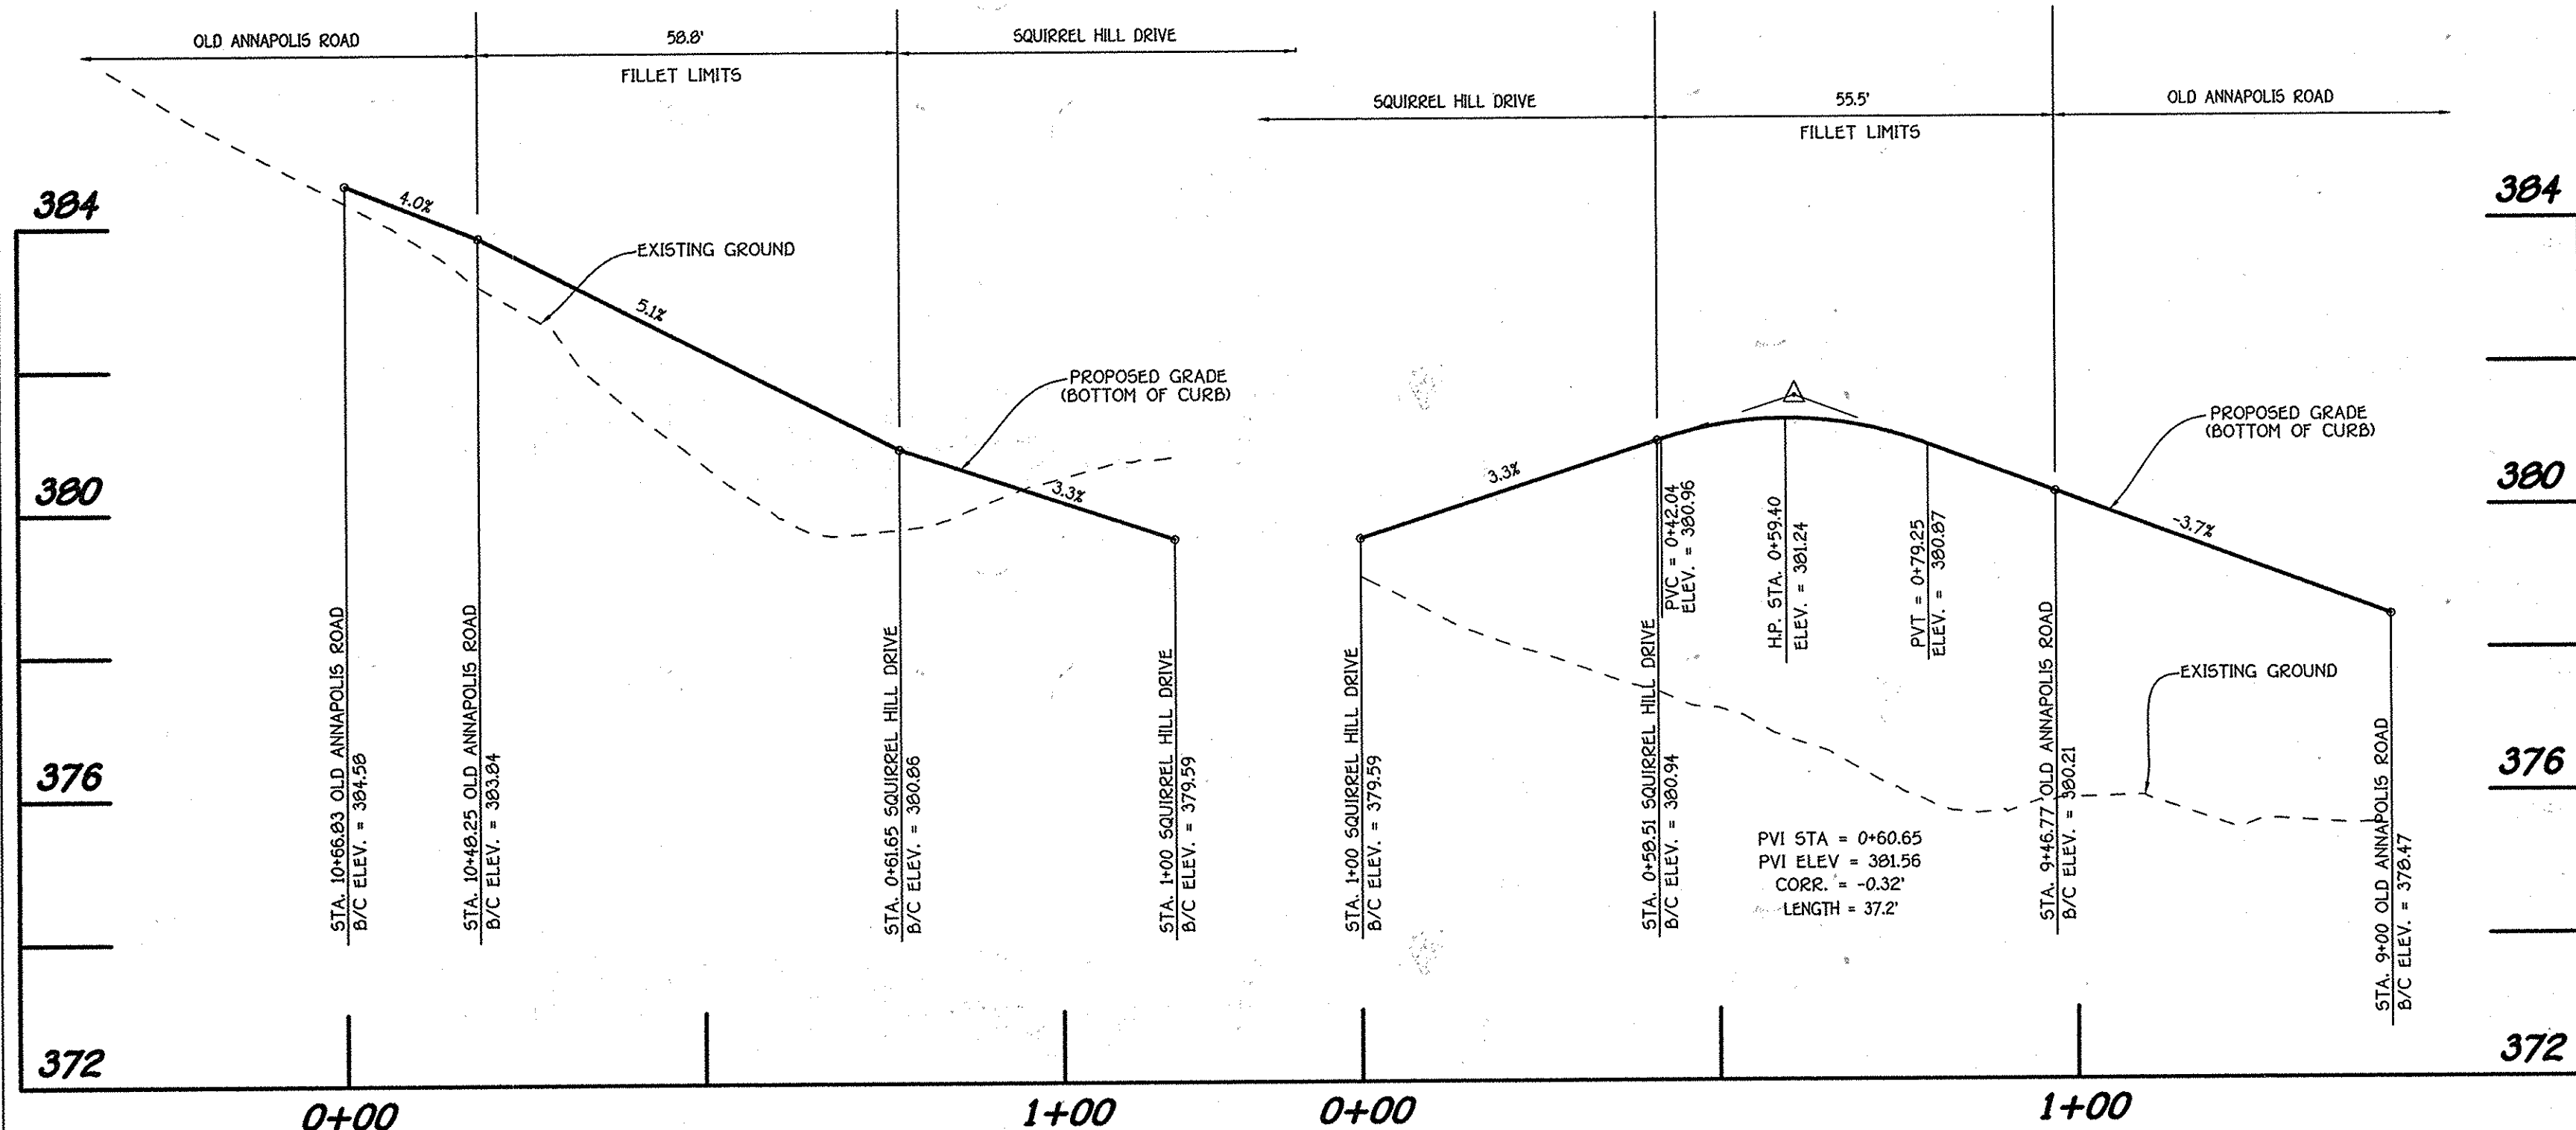 OLD ANNAPOLIS ROAD
58.8'
SQUIRREL HILL DRIVE
FILLET LIMITS
SQUIRREL HILL DRIVE
55.5'
OLD ANNAPOLIS ROAD
FILLET LIMITS
384
384
4.0%
EXISTING GROUND
5.1%
PROPOSED GRADE
(BOTTOM OF CURB)
3.3%
3.3%
PROPOSED GRADE
(BOTTOM OF CURB)
-3.7%
380
380
PVC = 0+42.04
ELEV. = 380.96
H.P. STA. 0+59.40
ELEV. = 381.24
PVT = 0+79.25
ELEV. = 380.87
EXISTING GROUND
376
376
STA. 10+66.83 OLD ANNAPOLIS ROAD
B/C ELEV. = 384.58
STA. 10+48.25 OLD ANNAPOLIS ROAD
B/C ELEV. = 383.84
STA. 0+61.65 SQUIRREL HILL DRIVE
B/C ELEV. = 380.86
STA. 1+00 SQUIRREL HILL DRIVE
B/C ELEV. = 379.59
STA. 1+00 SQUIRREL HILL DRIVE
B/C ELEV. = 379.59
STA. 0+58.51 SQUIRREL HILL DRIVE
B/C ELEV. = 380.94
PVI STA = 0+60.65
PVI ELEV = 381.56
CORR. = -0.32'
LENGTH = 37.2'
STA. 9+46.77 OLD ANNAPOLIS ROAD
B/C ELEV. = 380.21
STA. 9+00 OLD ANNAPOLIS ROAD
B/C ELEV. = 378.47
372
372
0+00
1+00
0+00
1+00